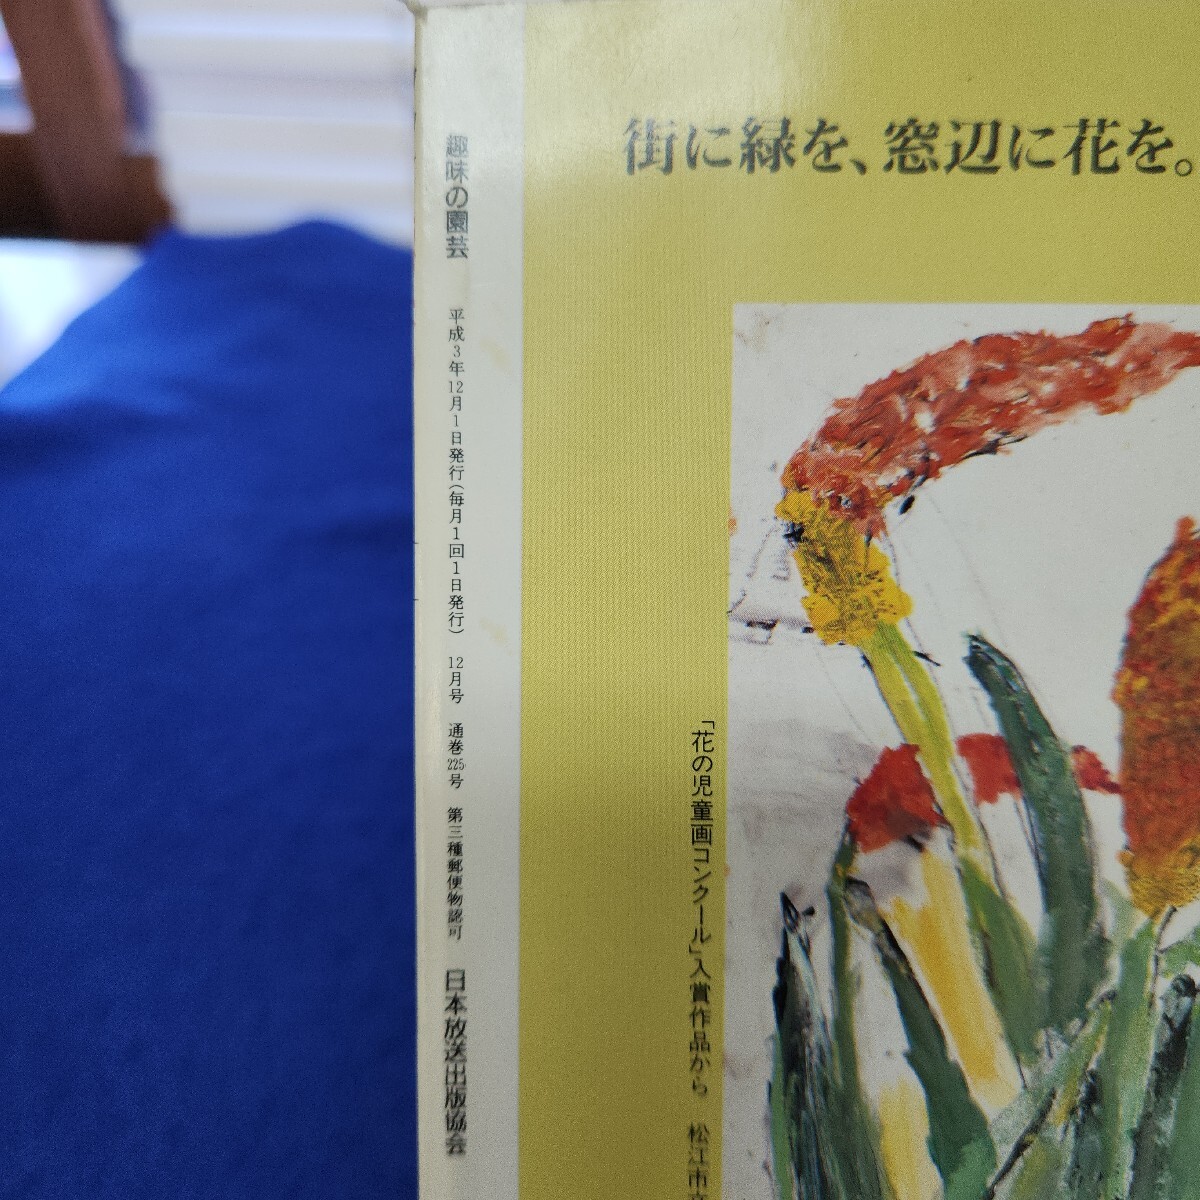 街に緑を、窓辺に花を。
趣味の園芸 平成3年12月1日発行(毎月1回1日発行) 12月号 通巻225号 第三種郵便物認可 日本放送出版協会
「花の児童画コンクール」入賞作品から 松江市